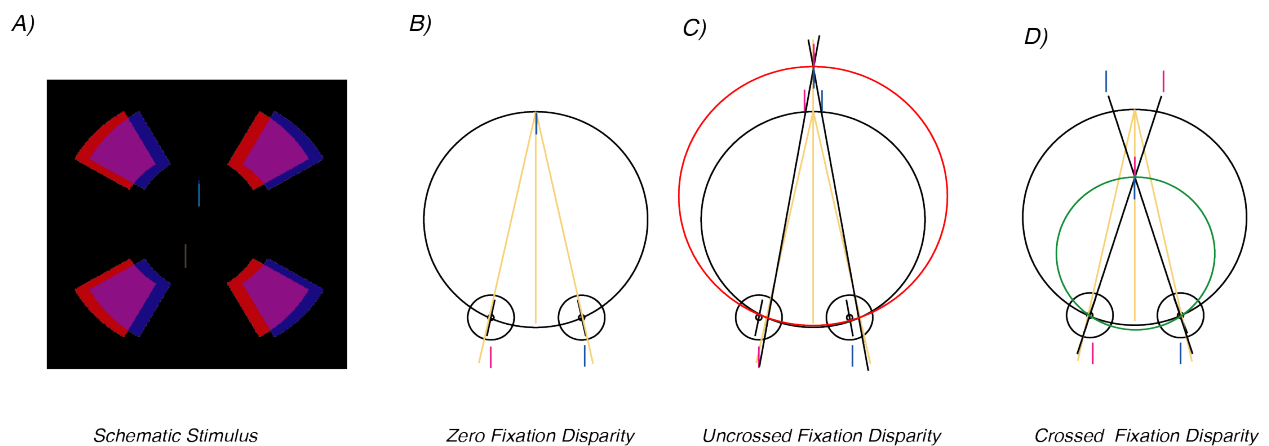 A)
B)
C)
D)
Schematic Stimulus
Zero Fixation Disparity
Uncrossed Fixation Disparity
Crossed Fixation Disparity